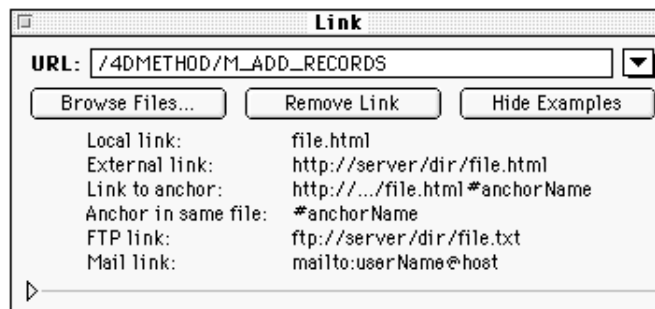 Link
URL: /4DMETHOD/M_ADD_RECORDS
Browse Files... Remove Link Hide Examples
Local link: file.html
External link: http://server/dir/file.html
Link to anchor: http://.../file.html#anchorName
Anchor in same file: #anchorName
FTP link: ftp://server/dir/file.txt
Mail link: mailto:userName@host